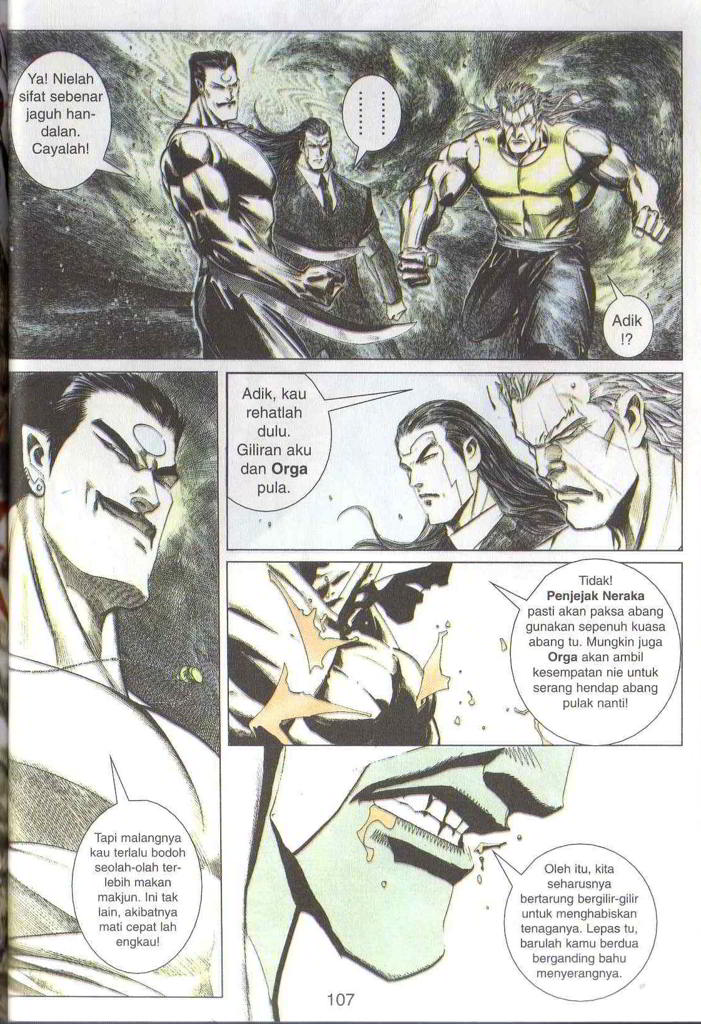 Ya! Nielah
sifat sebenar
jaguh han-
dalan.
Cayalah!
Adik
!?
Adik, kau
rehatlah
dulu.
Giliran aku
dan Orga
pula.
Tapi malangnya
kau terlalu bodoh
seolah-olah ter-
lebih makan
makjun. Ini tak
lain, akibatnya
mati cepat lah
engkau!
Tidak!
Penjejak Neraka
pasti akan paksa abang
gunakan sepenuh kuasa
abang tu. Mungkin juga
Orga akan ambil
kesempatan nie untuk
serang hendap abang
pulak nanti!
Oleh itu, kita
seharusnya
bertarung bergilir-gilir
untuk menghabiskan
tenaganya. Lepas tu,
barulah kamu berdua
berganding bahu
menyerangnya.
107